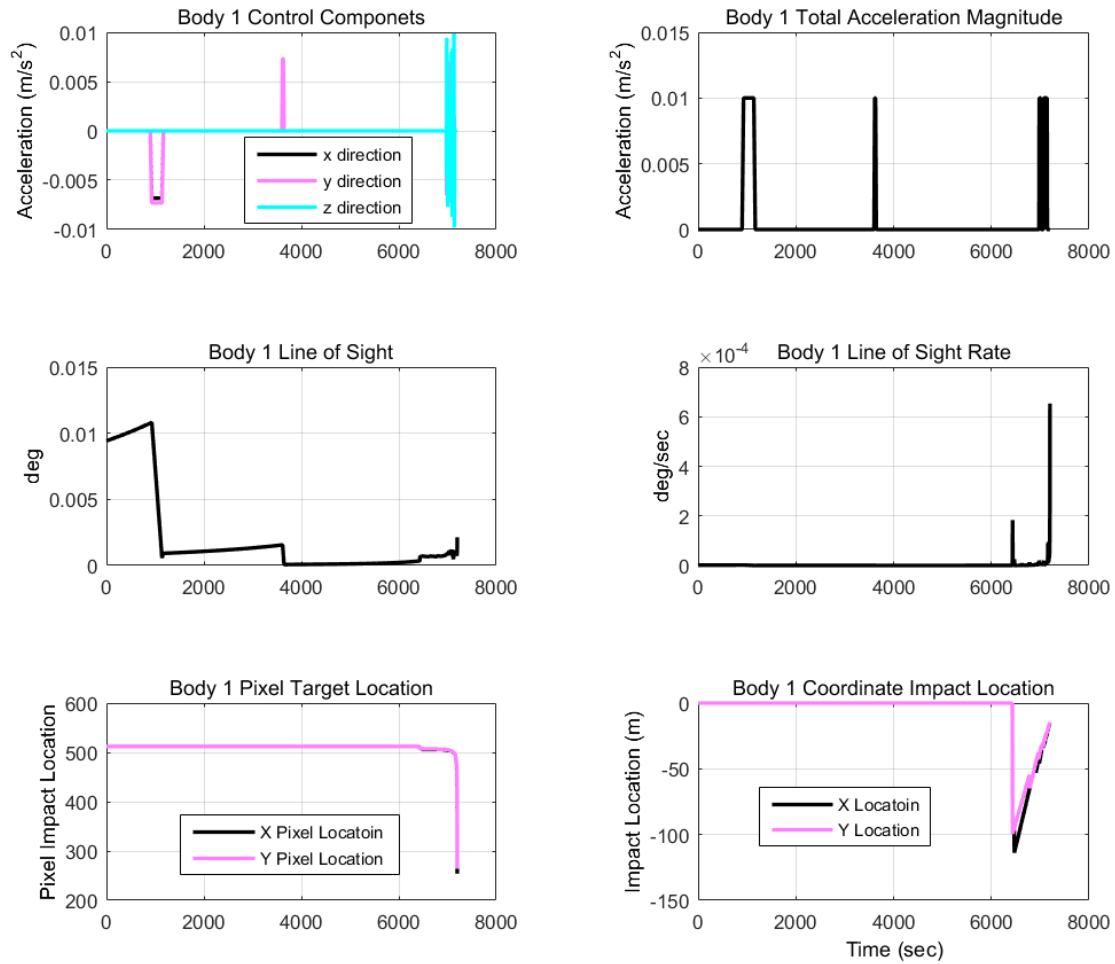 Body 1 Control Componets
Acceleration (m/s²)
0.01
0.005
0
-0.005
-0.01
x direction
y direction
z direction
0 2000 4000 6000 8000
Body 1 Total Acceleration Magnitude
Acceleration (m/s²)
0.015
0.01
0.005
0
0 2000 4000 6000 8000
Body 1 Line of Sight
deg
0.015
0.01
0.005
0
0 2000 4000 6000 8000
Body 1 Line of Sight Rate
×10⁻⁴
deg/sec
8
6
4
2
0
0 2000 4000 6000 8000
Body 1 Pixel Target Location
Pixel Impact Location
600
500
400
300
200
X Pixel Locatoin
Y Pixel Location
0 2000 4000 6000 8000
Body 1 Coordinate Impact Location
Impact Location (m)
0
-50
-100
-150
X Locatoin
Y Location
0 2000 4000 6000 8000
Time (sec)